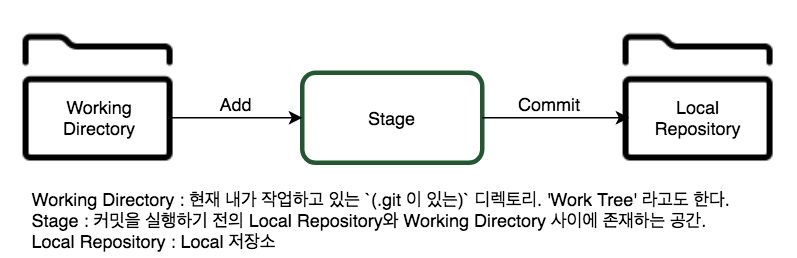 Working
Directory
Add
Stage
Commit
Local
Repository
Working Directory : 현재 내가 작업하고 있는 `(.git 이 있는)` 디렉토리. 'Work Tree' 라고도 한다.
Stage : 커밋을 실행하기 전의 Local Repository와 Working Directory 사이에 존재하는 공간.
Local Repository : Local 저장소